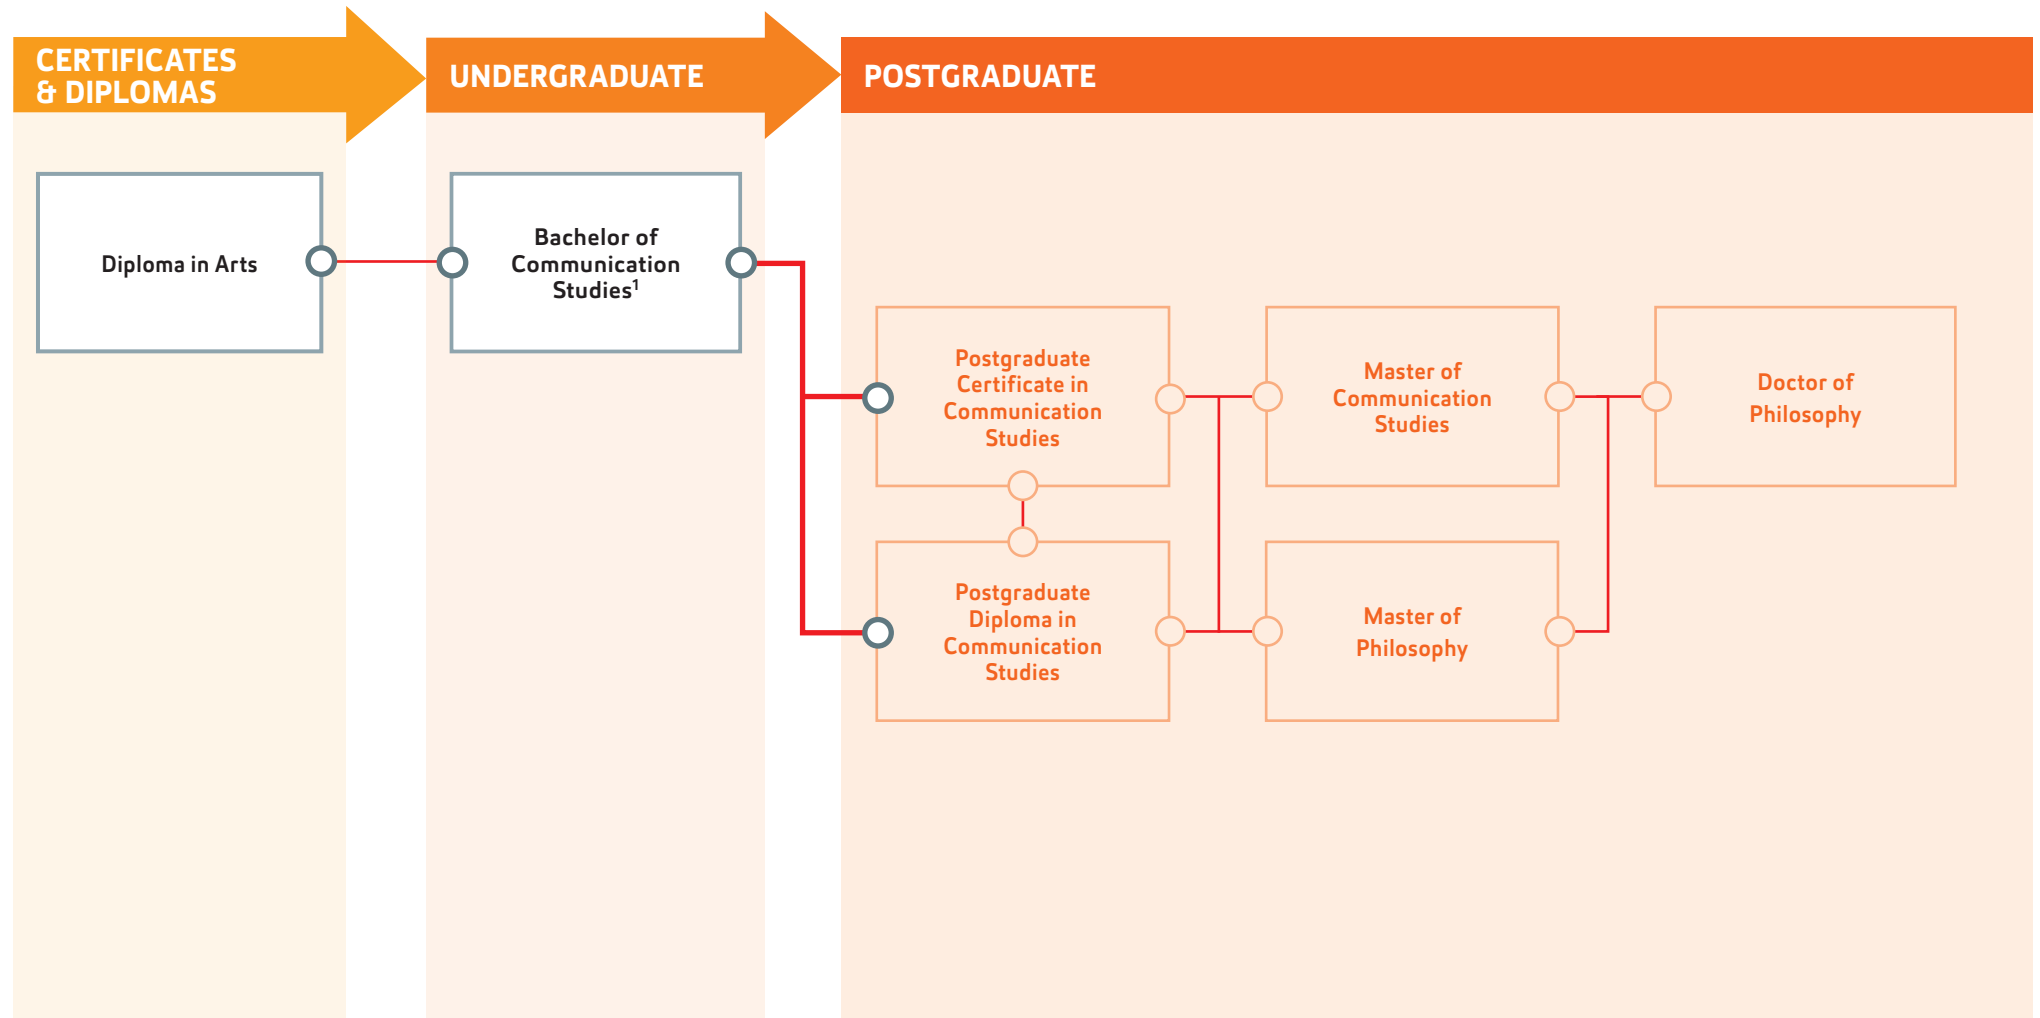 CERTIFICATES
& DIPLOMAS
UNDERGRADUATE
POSTGRADUATE
Diploma in Arts
Bachelor of
Communication
Studies¹
Postgraduate
Certificate in
Communication
Studies
Master of
Communication
Studies
Doctor of
Philosophy
Postgraduate
Diploma in
Communication
Studies
Master of
Philosophy